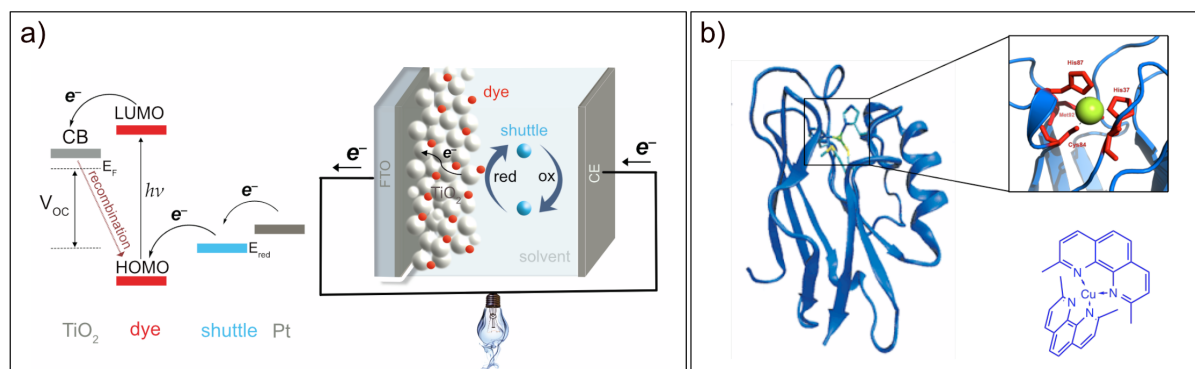 a)
e⁻
LUMO
CB
E_F
recombination
hν
V_OC
e⁻
e⁻
HOMO
E_red
TiO₂
dye
shuttle
Pt
dye
shuttle
e⁻
e⁻
e⁻
FTO
TiO₂
red
ox
CE
solvent
b)
His87
His37
Met92
Cys84
N
N
Cu
N
N